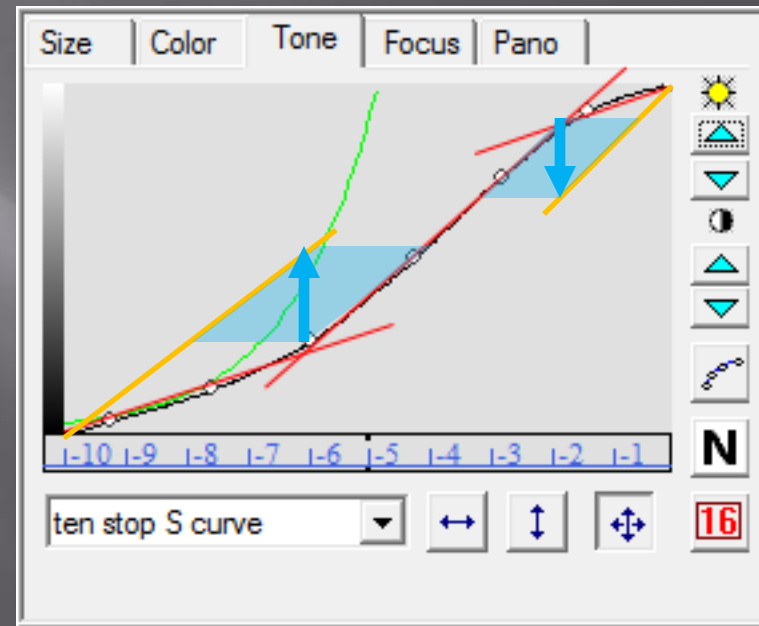 Size Color Tone Focus Pano
-10 -9 -8 -7 -6 -5 -4 -3 -2 -1
N
ten stop S curve
16